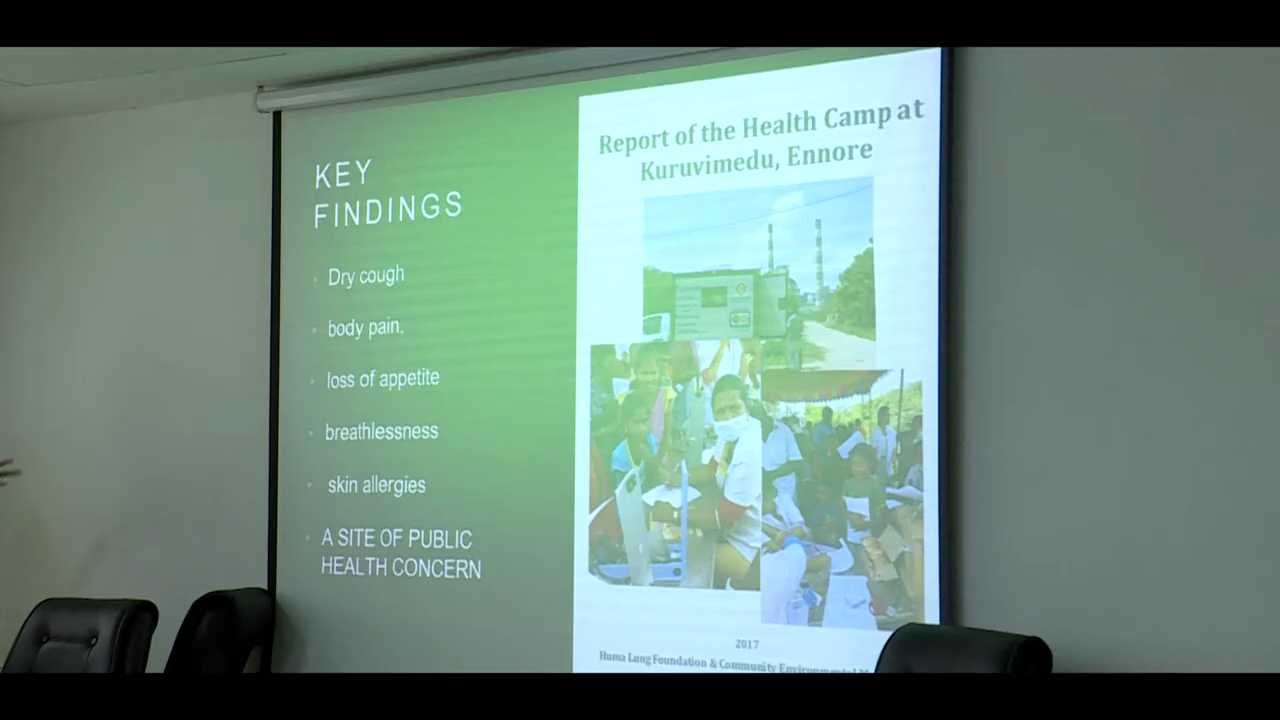 KEY
FINDINGS
Dry cough
body pain,
loss of appetite
breathlessness
skin allergies
A SITE OF PUBLIC
HEALTH CONCERN
Report of the Health Camp at
Kuruvimedu, Ennore
2017
Huma Lung Foundation & Community Environmental